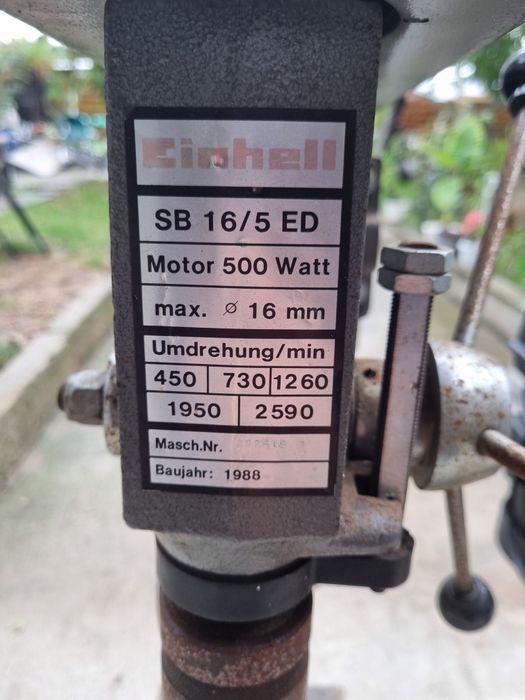 Einhell
SB 16/5 ED
Motor 500 Watt
max. ⌀ 16 mm
Umdrehung/min
450 730 1260
1950 2590
Masch.Nr.
Baujahr: 1988